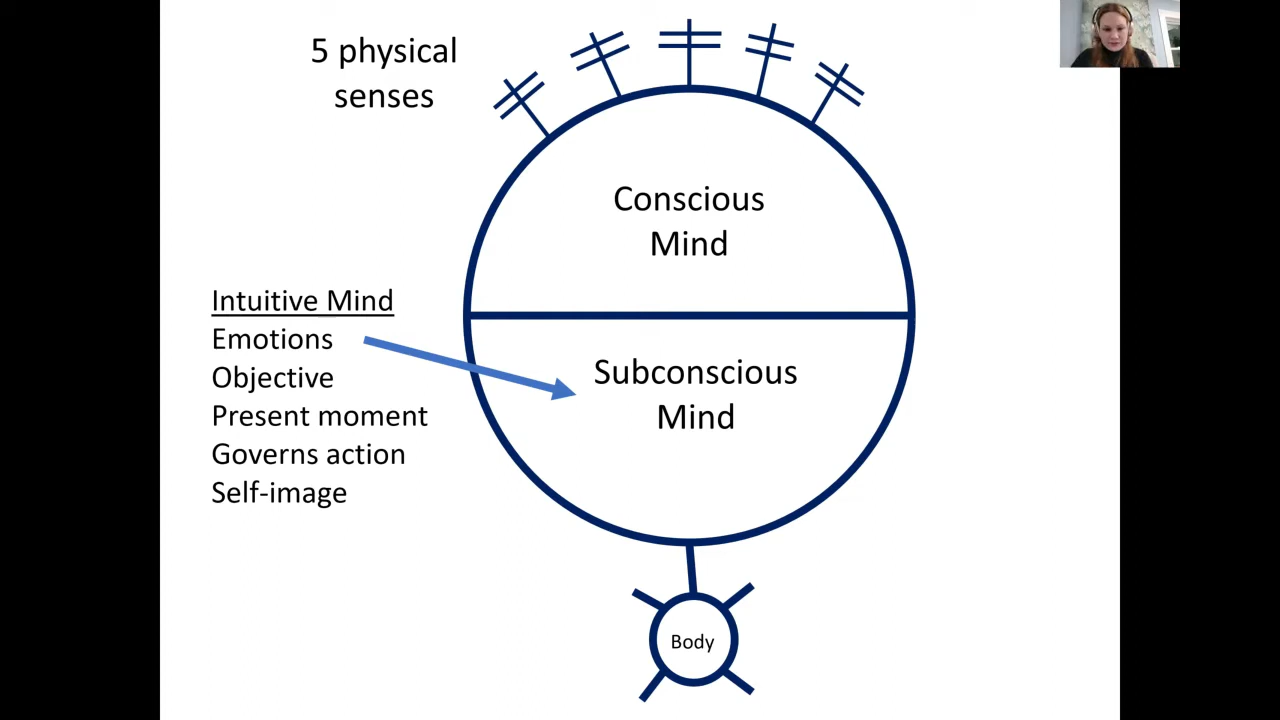 5 physical
senses
Conscious
Mind
Intuitive Mind
Emotions
Objective
Present moment
Governs action
Self-image
Subconscious
Mind
Body